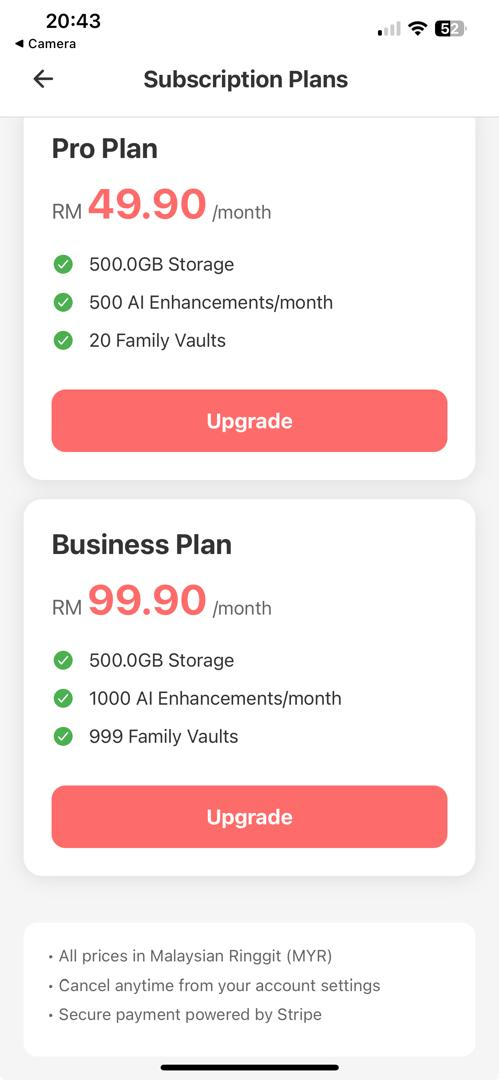 20:43
52
◀ Camera
← Subscription Plans
Pro Plan
RM 49.90 /month
500.0GB Storage
500 AI Enhancements/month
20 Family Vaults
Upgrade
Business Plan
RM 99.90 /month
500.0GB Storage
1000 AI Enhancements/month
999 Family Vaults
Upgrade
• All prices in Malaysian Ringgit (MYR)
• Cancel anytime from your account settings
• Secure payment powered by Stripe